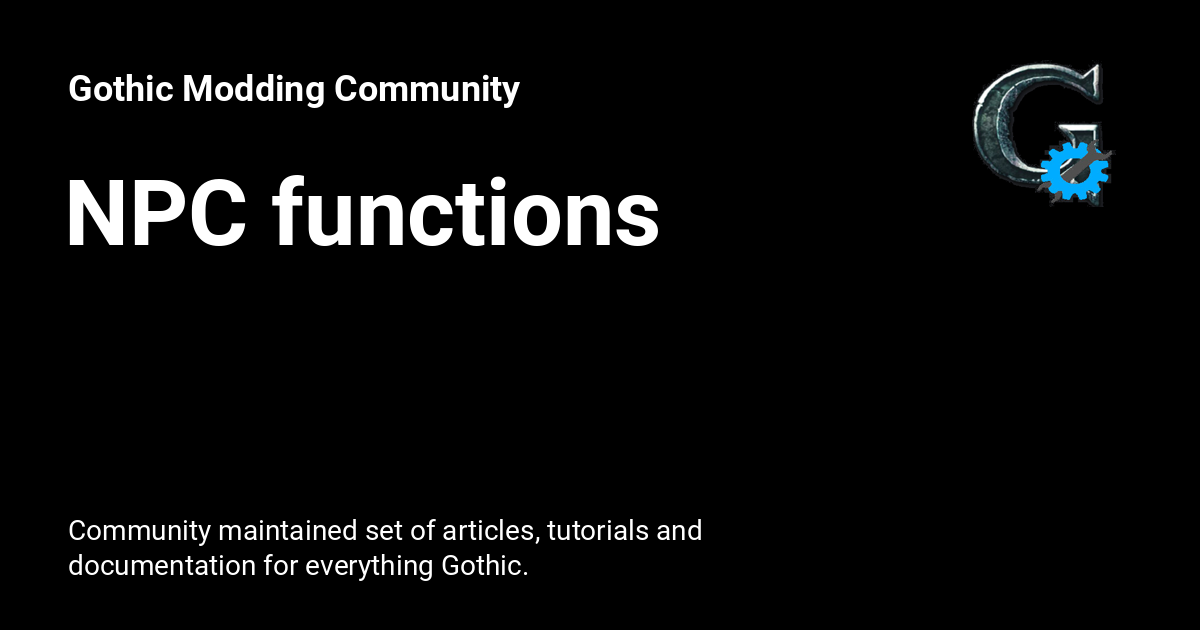 Gothic Modding Community
G
NPC functions
Community maintained set of articles, tutorials and
documentation for everything Gothic.